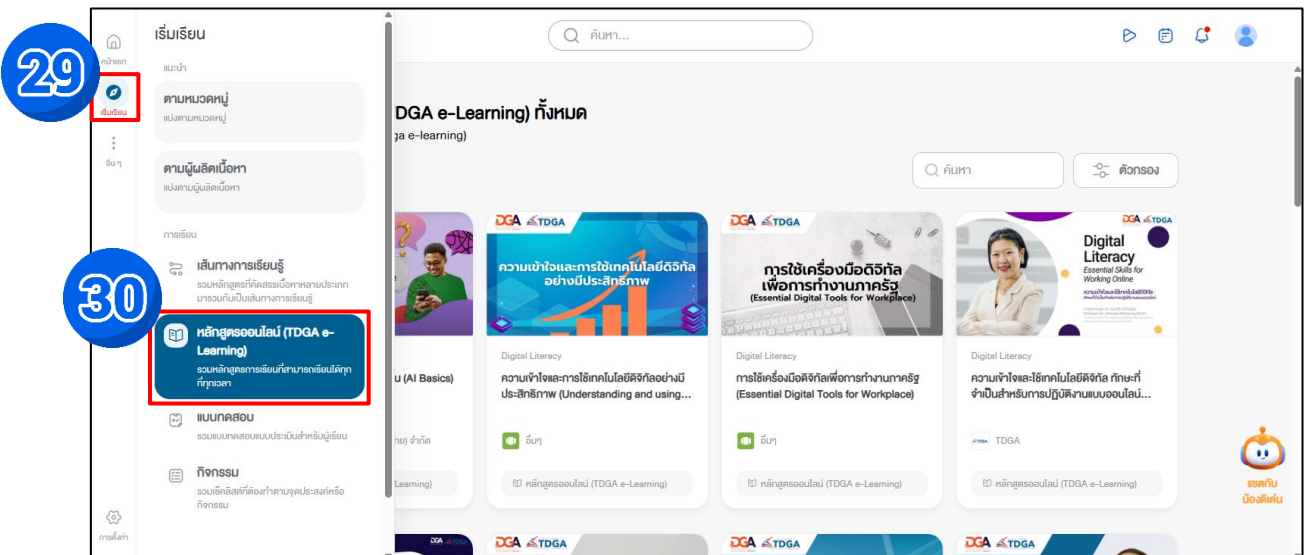 29
หน้าแรก
เริ่มเรียน
อื่น ๆ
30
การตั้งค่า
เริ่มเรียน
แนะนำ
ตามหมวดหมู่
แบ่งตามหมวดหมู่
ตามผู้ผลิตเนื้อหา
แบ่งตามผู้ผลิตเนื้อหา
การเรียน
เส้นทางการเรียนรู้
รวมหลักสูตรที่คัดสรรเนื้อหาหลายประเภท
มารวมกันเป็นเส้นทางการเรียนรู้
หลักสูตรออนไลน์ (TDGA e-
Learning)
รวมหลักสูตรการเรียนที่สามารถเรียนได้ทุก
ที่ทุกเวลา
แบบทดสอบ
รวมแบบทดสอบแบบประเมินสำหรับผู้เรียน
กิจกรรม
รวมเช็กลิสต์ที่ต้องทำตามจุดประสงค์หรือ
กิจกรรม
ค้นหา...
DGA e-Learning) ทั้งหมด
ga e-learning)
ค้นหา
ตัวกรอง
น (AI Basics)
าย) จำกัด
Learning)
DGA TDGA
ความเข้าใจและการใช้เทคโนโลยีดิจิทัล
อย่างมีประสิทธิภาพ
Digital Literacy
ความเข้าใจและการใช้เทคโนโลยีดิจิทัลอย่างมี
ประสิทธิภาพ (Understanding and using...
อื่นๆ
หลักสูตรออนไลน์ (TDGA e-Learning)
DGA TDGA
การใช้เครื่องมือดิจิทัล
เพื่อการทำงานภาครัฐ
(Essential Digital Tools for Workplace)
Digital Literacy
การใช้เครื่องมือดิจิทัลเพื่อการทำงานภาครัฐ
(Essential Digital Tools for Workplace)
อื่นๆ
หลักสูตรออนไลน์ (TDGA e-Learning)
DGA TDGA
Digital
Literacy
Essential Skills for
Working Online
Digital Literacy
ความเข้าใจและใช้เทคโนโลยีดิจิทัล ทักษะที่
จำเป็นสำหรับการปฏิบัติงานแบบออนไลน์...
TDGA
หลักสูตรออนไลน์ (TDGA e-Learning)
แชตกับ
น้องดีเด่น
DGA TDGA
DGA TDGA
DGA TDGA
DGA TDGA